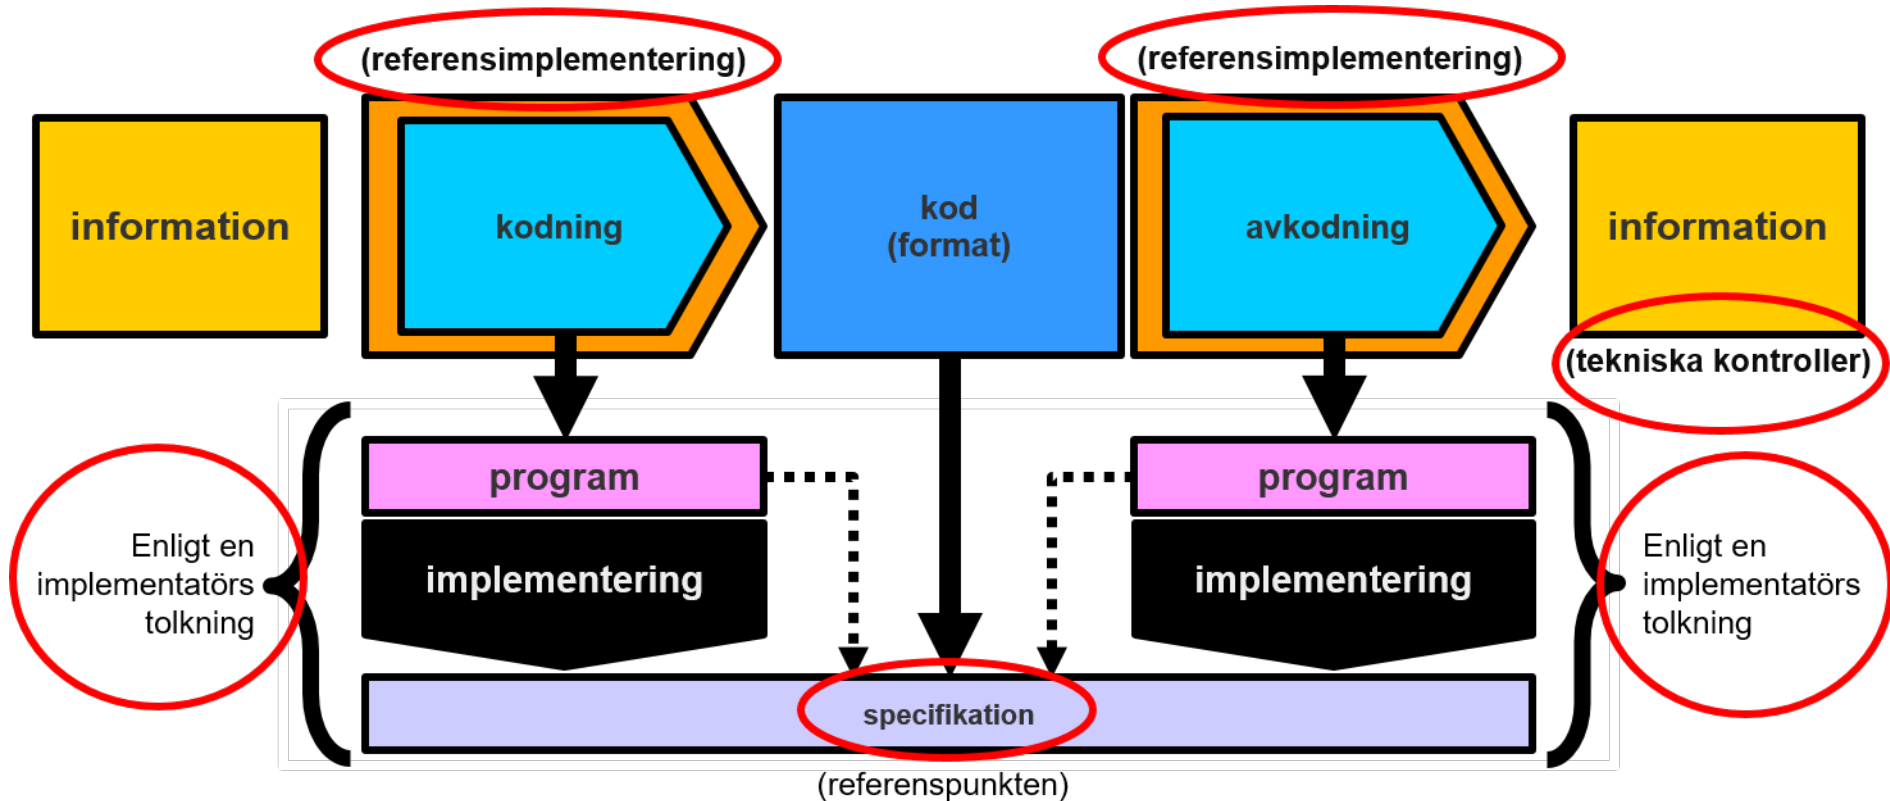 (referensimplementering)
(referensimplementering)
information
kodning
kod
(format)
avkodning
information
(tekniska kontroller)
program
program
Enligt en
implementatörs
tolkning
implementering
implementering
Enligt en
implementatörs
tolkning
specifikation
(referenspunkten)